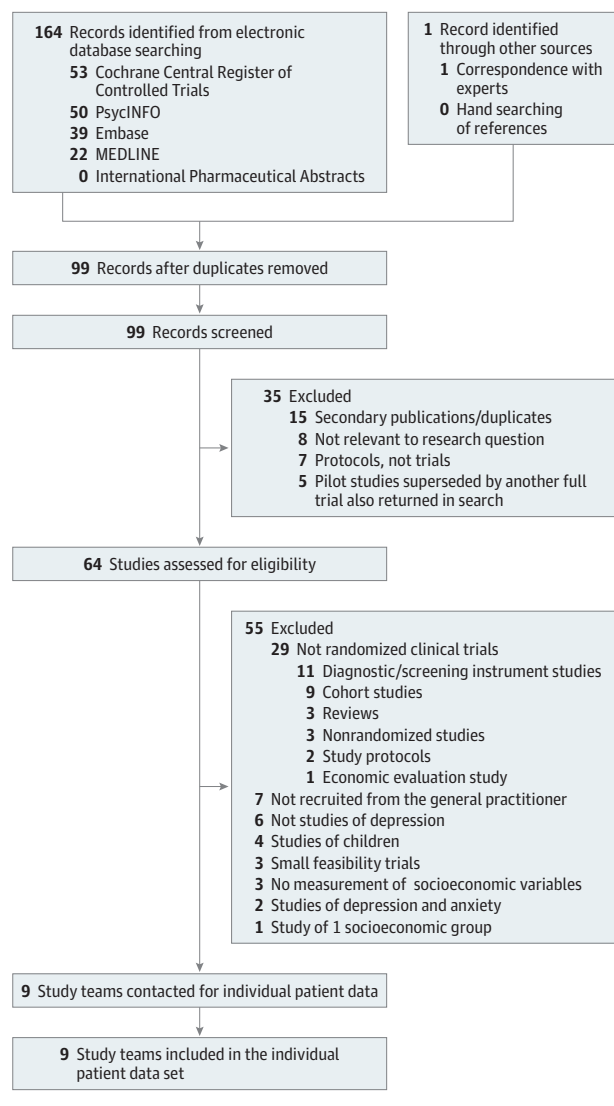 164 Records identified from electronic
database searching
53 Cochrane Central Register of
Controlled Trials
50 PsycINFO
39 Embase
22 MEDLINE
0 International Pharmaceutical Abstracts
1 Record identified
through other sources
1 Correspondence with
experts
0 Hand searching
of references
99 Records after duplicates removed
99 Records screened
35 Excluded
15 Secondary publications/duplicates
8 Not relevant to research question
7 Protocols, not trials
5 Pilot studies superseded by another full
trial also returned in search
64 Studies assessed for eligibility
55 Excluded
29 Not randomized clinical trials
11 Diagnostic/screening instrument studies
9 Cohort studies
3 Reviews
3 Nonrandomized studies
2 Study protocols
1 Economic evaluation study
7 Not recruited from the general practitioner
6 Not studies of depression
4 Studies of children
3 Small feasibility trials
3 No measurement of socioeconomic variables
2 Studies of depression and anxiety
1 Study of 1 socioeconomic group
9 Study teams contacted for individual patient data
9 Study teams included in the individual
patient data set